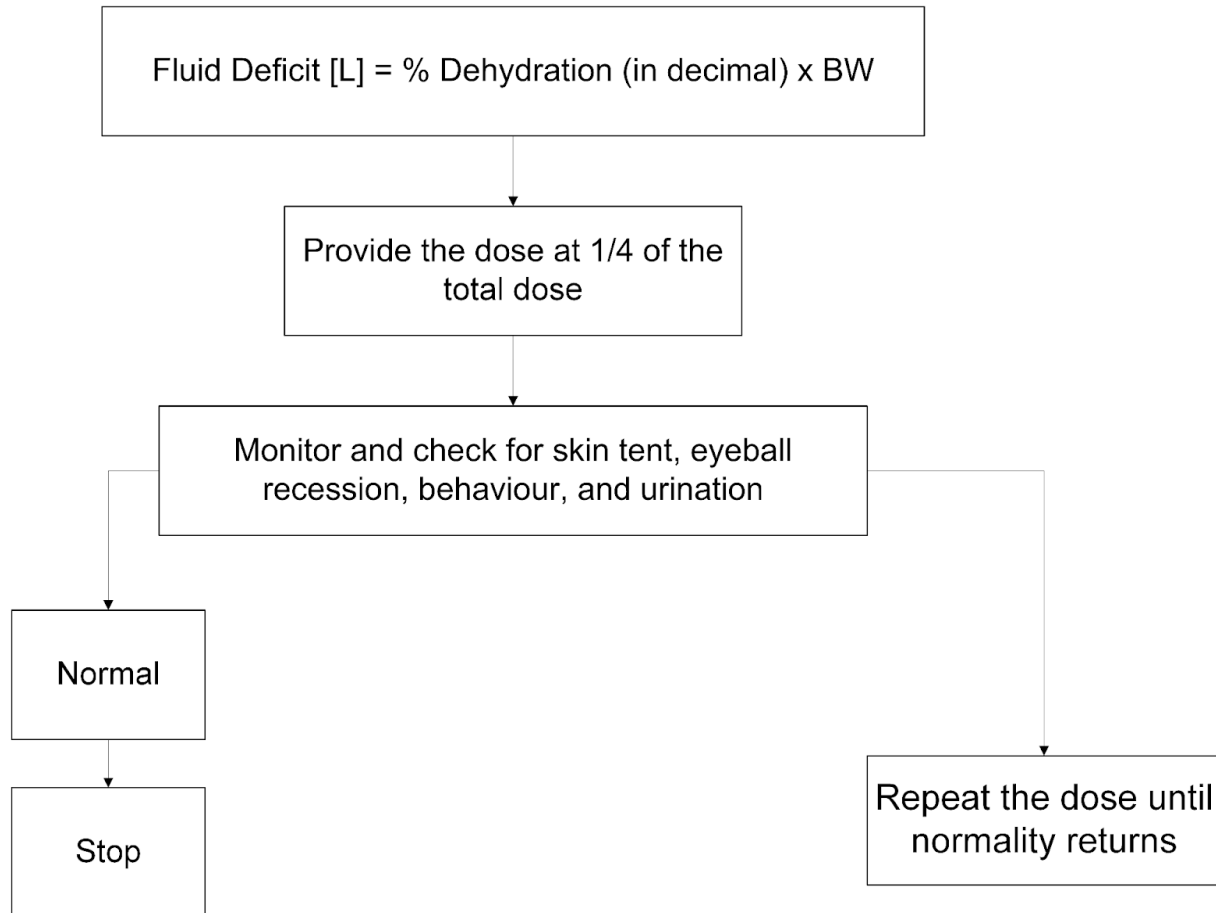 Fluid Deficit [L] = % Dehydration (in decimal) x BW
Provide the dose at 1/4 of the
total dose
Monitor and check for skin tent, eyeball
recession, behaviour, and urination
Normal
Stop
Repeat the dose until
normality returns